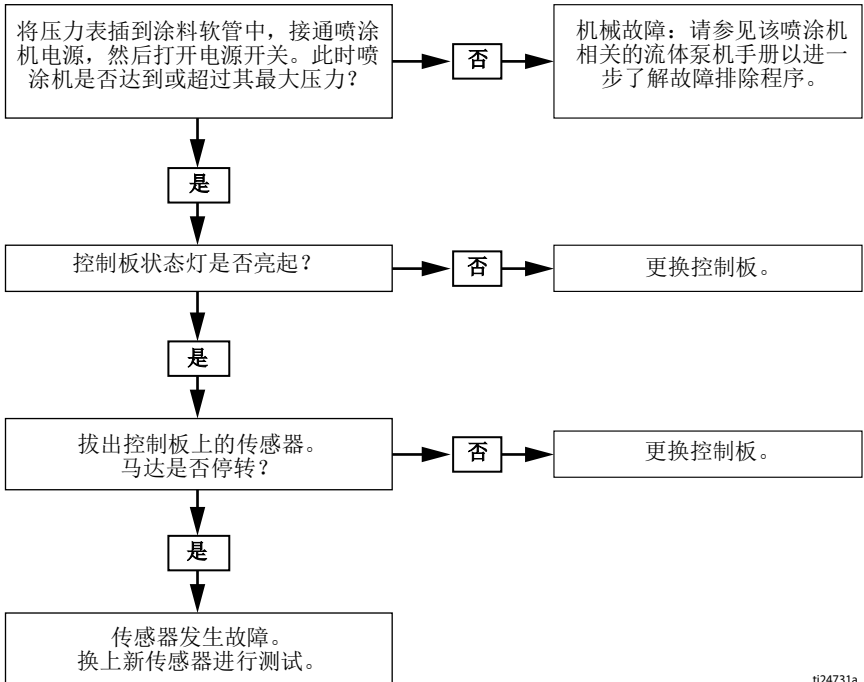 将压力表插到涂料软管中，接通喷涂
机电源，然后打开电源开关。此时喷
涂机是否达到或超过其最大压力？
否
机械故障：请参见该喷涂机
相关的流体泵机手册以进一
步了解故障排除程序。
是
控制板状态灯是否亮起？
否
更换控制板。
是
拔出控制板上的传感器。
马达是否停转？
否
更换控制板。
是
传感器发生故障。
换上新传感器进行测试。
ti24731a